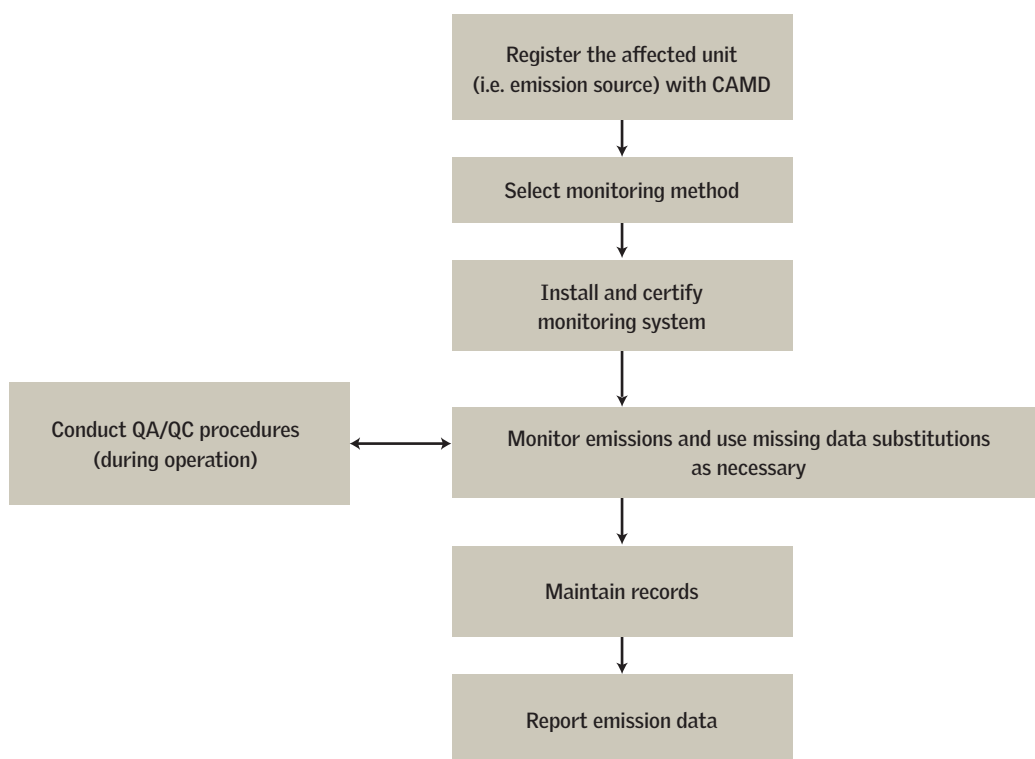 Register the affected unit
(i.e. emission source) with CAMD
Select monitoring method
Install and certify
monitoring system
Conduct QA/QC procedures
(during operation)
Monitor emissions and use missing data substitutions
as necessary
Maintain records
Report emission data